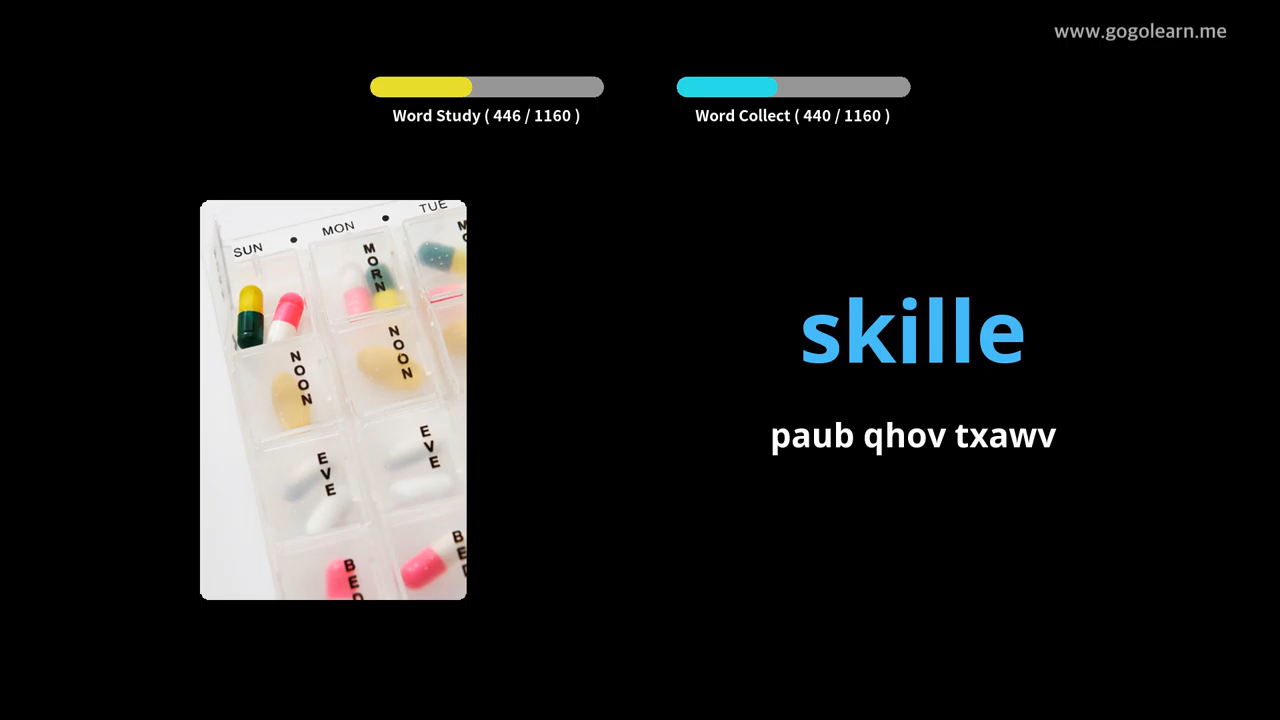 www.gogolearn.me
Word Study ( 446 / 1160 )
Word Collect ( 440 / 1160 )
SUN
MON
TUE
MORN
NOON
NOON
EVE
EVE
skille
paub qhov txawv